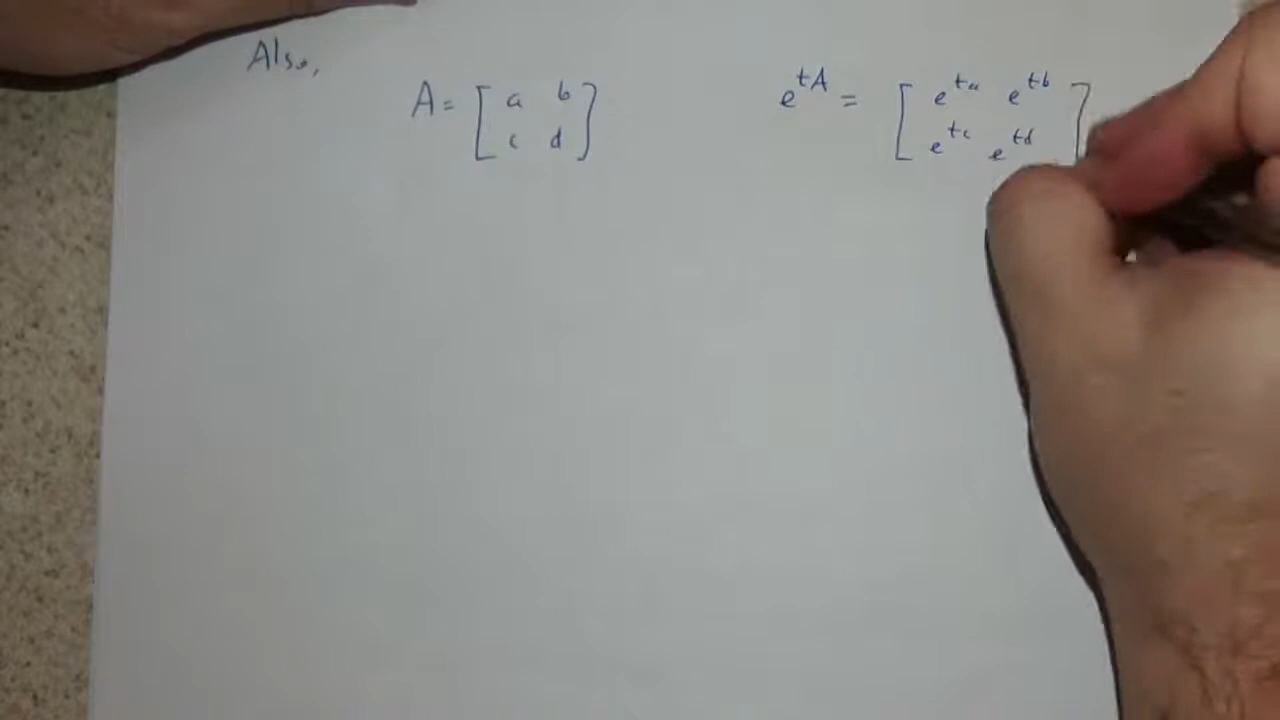 Also,
A = [ a b   e^{tA} = [ e^{ta} e^{tb} ]
c d ]   e^{tc} e^{td}